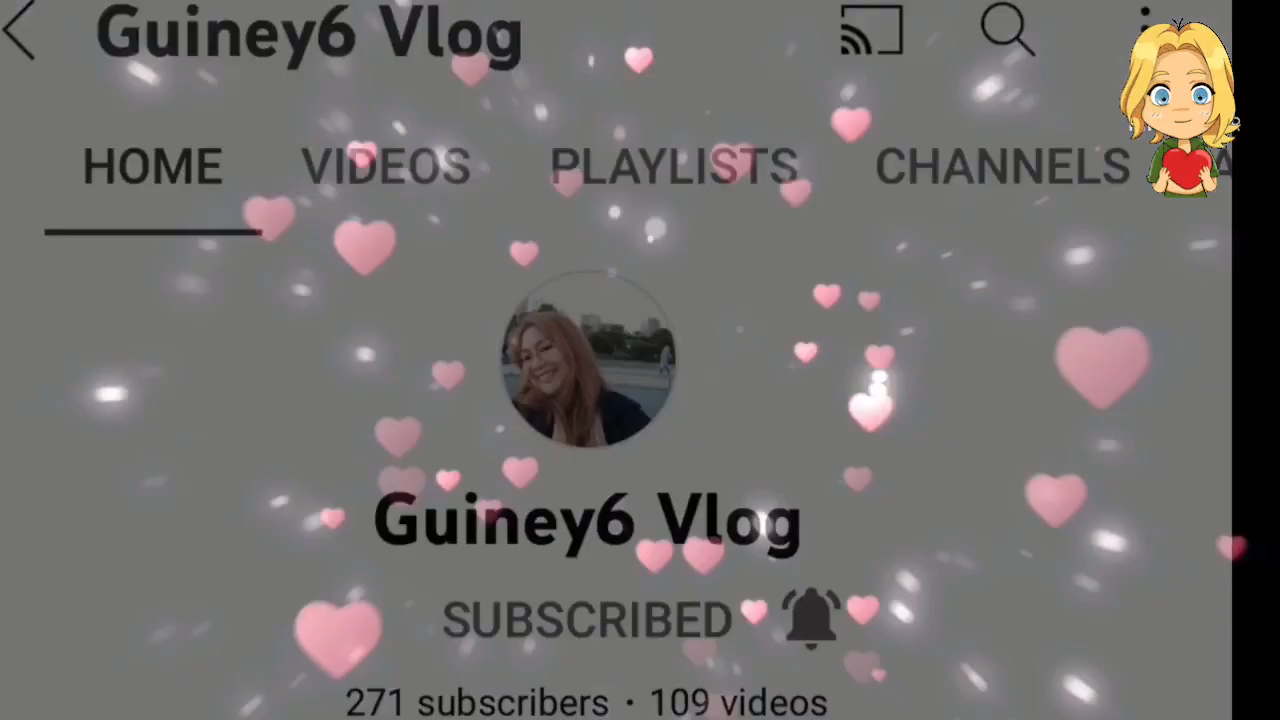 Guiney6 Vlog
HOME VIDEOS PLAYLISTS CHANNELS
Guiney6 Vlog
SUBSCRIBED
271 subscribers · 109 videos